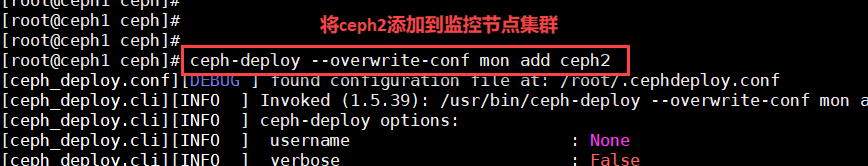 [root@ceph1 ceph]#
[root@ceph1 ceph]#
将ceph2添加到监控节点集群
[root@ceph1 ceph]#
[root@ceph1 ceph]# ceph-deploy --overwrite-conf mon add ceph2
[ceph_deploy.conf][DEBUG ] found configuration file at: /root/.cephdeploy.conf
[ceph_deploy.cli][INFO  ] Invoked (1.5.39): /usr/bin/ceph-deploy --overwrite-conf mon a
[ceph_deploy.cli][INFO  ] ceph-deploy options:
[ceph_deploy.cli][INFO  ]  username                      : None
[ceph_deploy.cli][INFO  ]  verbose                       : False